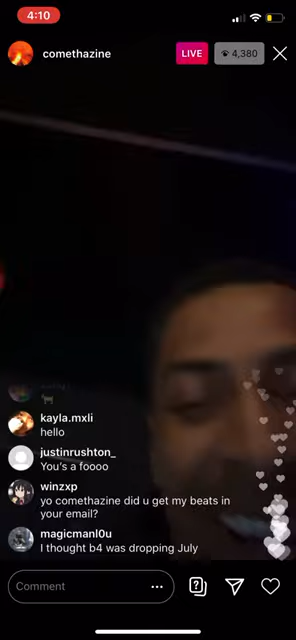 4:10
comethazine
LIVE
4,380
kayla.mxli
hello
justinrushton_
You's a foooo
winzxp
yo comethazine did u get my beats in
your email?
magicmanl0u
I thought b4 was dropping July
Comment